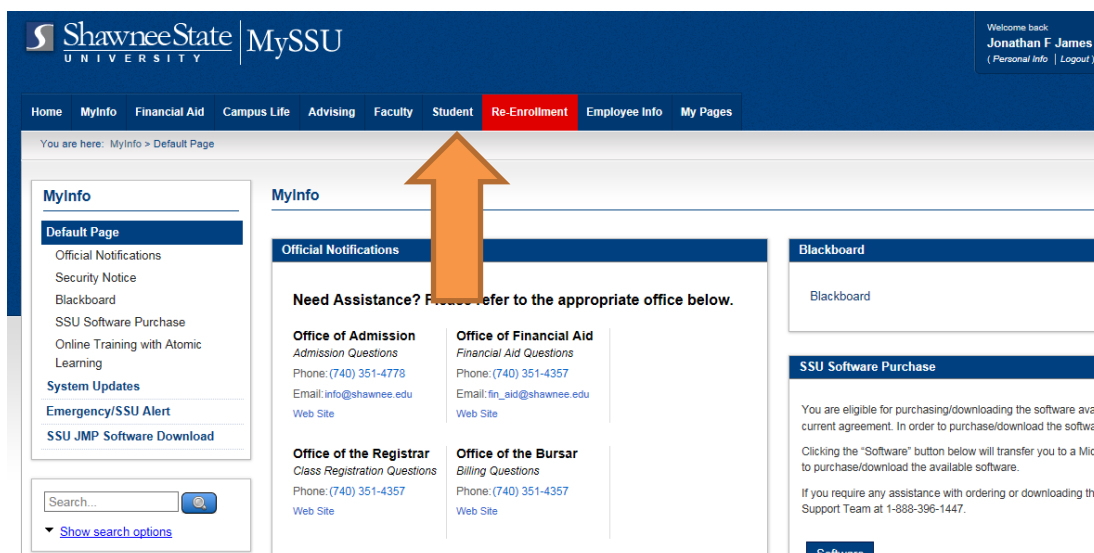 ShawneeState
UNIVERSITY
MySSU
Welcome back
Jonathan F James
( Personal Info | Logout )
Home MyInfo Financial Aid Campus Life Advising Faculty Student Re-Enrollment Employee Info My Pages
You are here: MyInfo > Default Page
MyInfo
Default Page
Official Notifications
Security Notice
Blackboard
SSU Software Purchase
Online Training with Atomic
Learning
System Updates
Emergency/SSU Alert
SSU JMP Software Download
Search...
Show search options
MyInfo
Official Notifications
Need Assistance? refer to the appropriate office below.
Office of Admission
Admission Questions
Phone: (740) 351-4778
Email: info@shawnee.edu
Web Site
Office of Financial Aid
Financial Aid Questions
Phone: (740) 351-4357
Email: fin_aid@shawnee.edu
Web Site
Office of the Registrar
Class Registration Questions
Phone: (740) 351-4357
Web Site
Office of the Bursar
Billing Questions
Phone: (740) 351-4357
Web Site
Blackboard
Blackboard
SSU Software Purchase
You are eligible for purchasing/downloading the software ava
current agreement. In order to purchase/download the softwa
Clicking the "Software" button below will transfer you to a Mic
to purchase/download the available software.
If you require any assistance with ordering or downloading th
Support Team at 1-888-396-1447.
Software